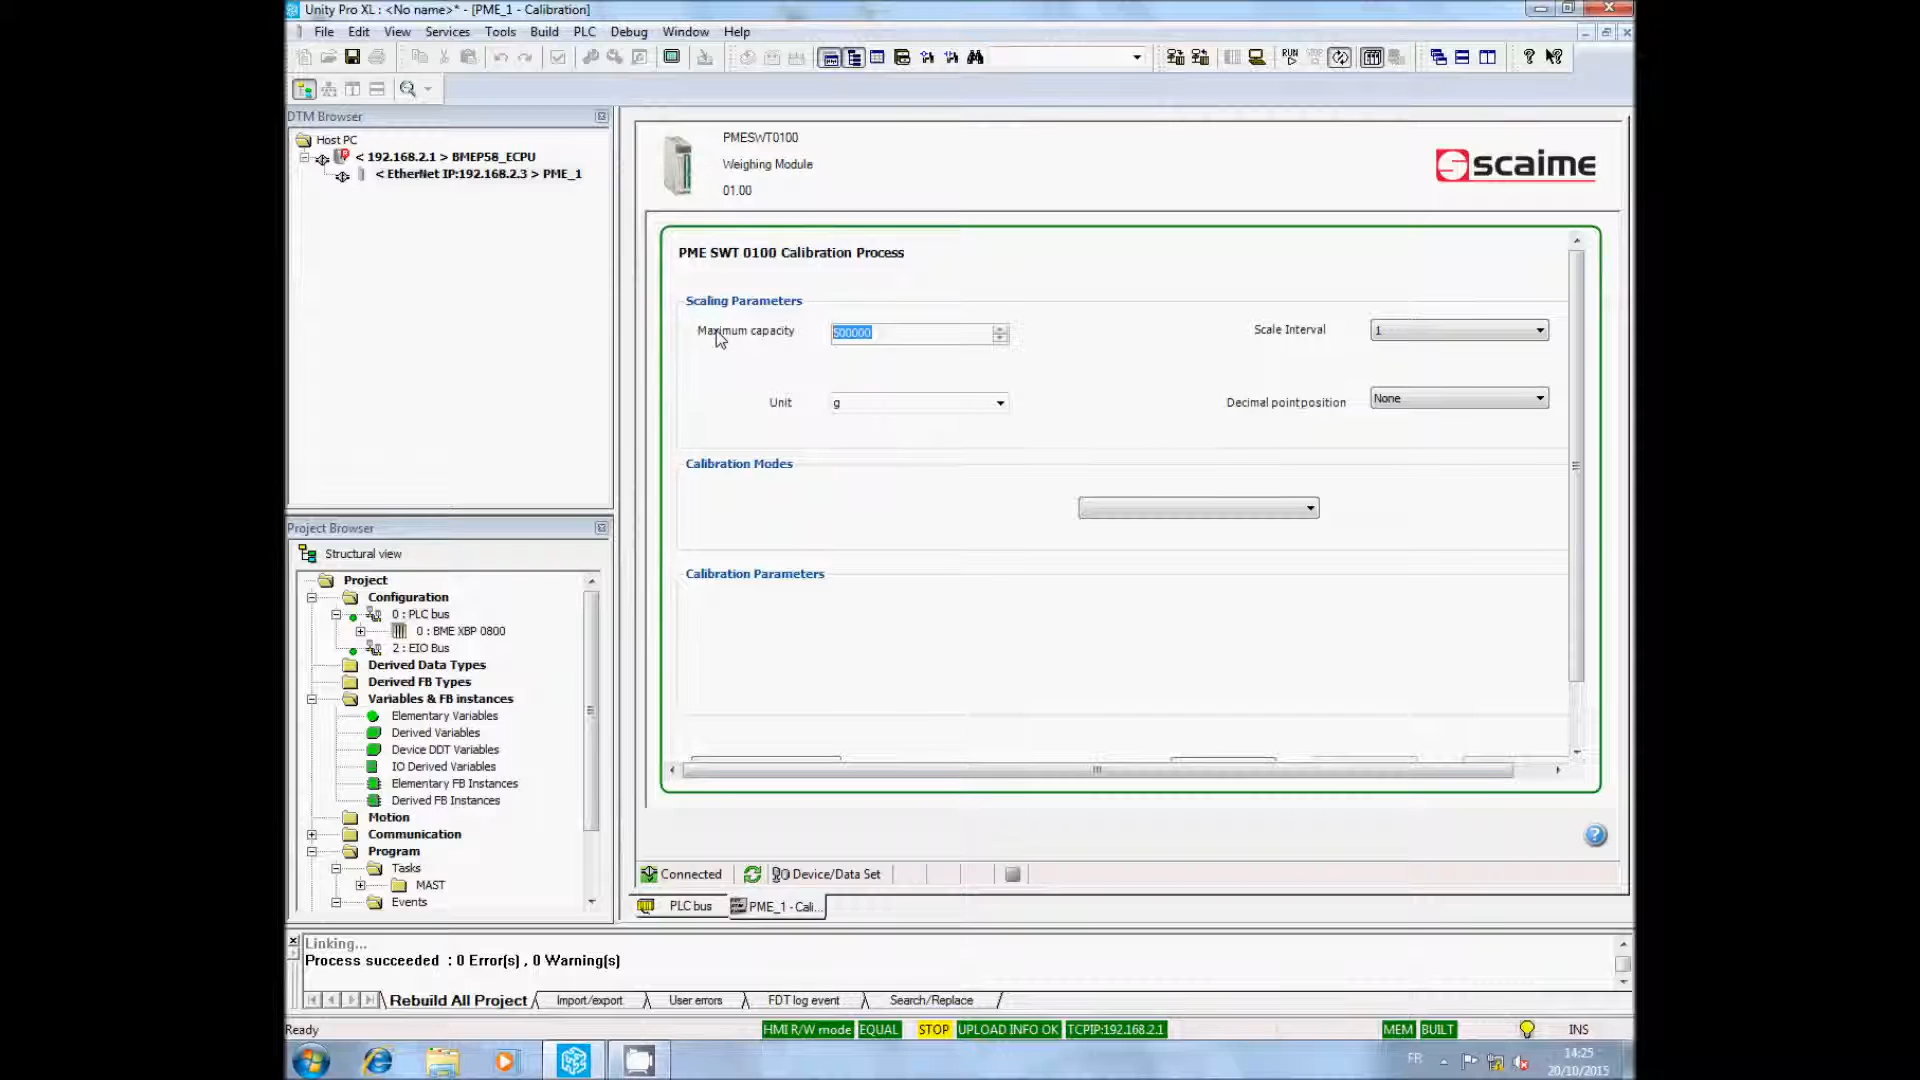 Unity Pro XL : <No name>* - [PME_1 - Calibration]
File Edit View Services Tools Build PLC Debug Window Help
RUN
DTM Browser
Host PC
< 192.168.2.1 > BMEP58_ECPU
< EtherNet IP:192.168.2.3 > PME_1
PMESWT0100
Weighing Module
01.00
scaime
PME SWT 0100 Calibration Process
Scaling Parameters
Maximum capacity 500000 Scale Interval 1
Unit g Decimal pointposition None
Calibration Modes
Calibration Parameters
Project Browser
Structural view
Project
Configuration
0 : PLC bus
0 : BME XBP 0800
2 : EIO Bus
Derived Data Types
Derived FB Types
Variables & FB instances
Elementary Variables
Derived Variables
Device DDT Variables
IO Derived Variables
Elementary FB Instances
Derived FB Instances
Motion
Communication
Program
Tasks
MAST
Events
Connected Device/Data Set
PLC bus PME_1 - Cali...
Linking...
Process succeeded : 0 Error(s) , 0 Warning(s)
Rebuild All Project Import/export User errors FDT log event Search/Replace
Ready HMI R/W mode EQUAL STOP UPLOAD INFO OK TCPIP:192.168.2.1 MEM BUILT INS
FR 14:25
20/10/2015